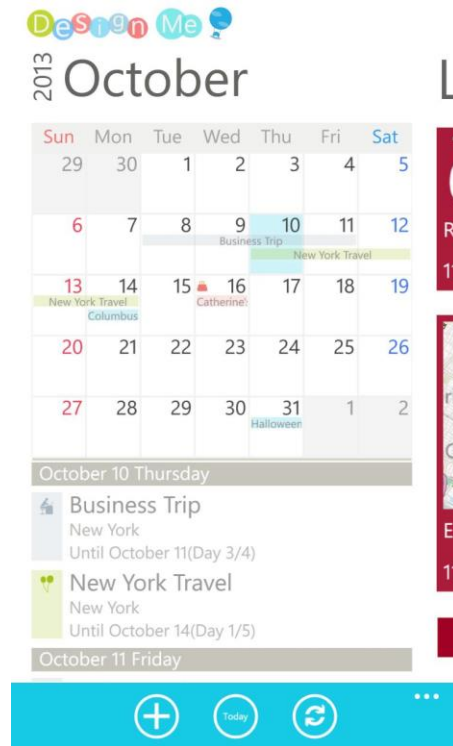 Design Me
2013 October
Sun Mon Tue Wed Thu Fri Sat
29 30 1 2 3 4 5
6 7 8 9 10 11 12
Business Trip
New York Travel
13 14 15 16 17 18 19
New York Travel Catherine's
Columbus
20 21 22 23 24 25 26
27 28 29 30 31 1 2
Halloween
October 10 Thursday
Business Trip
New York
Until October 11(Day 3/4)
New York Travel
New York
Until October 14(Day 1/5)
October 11 Friday
Today